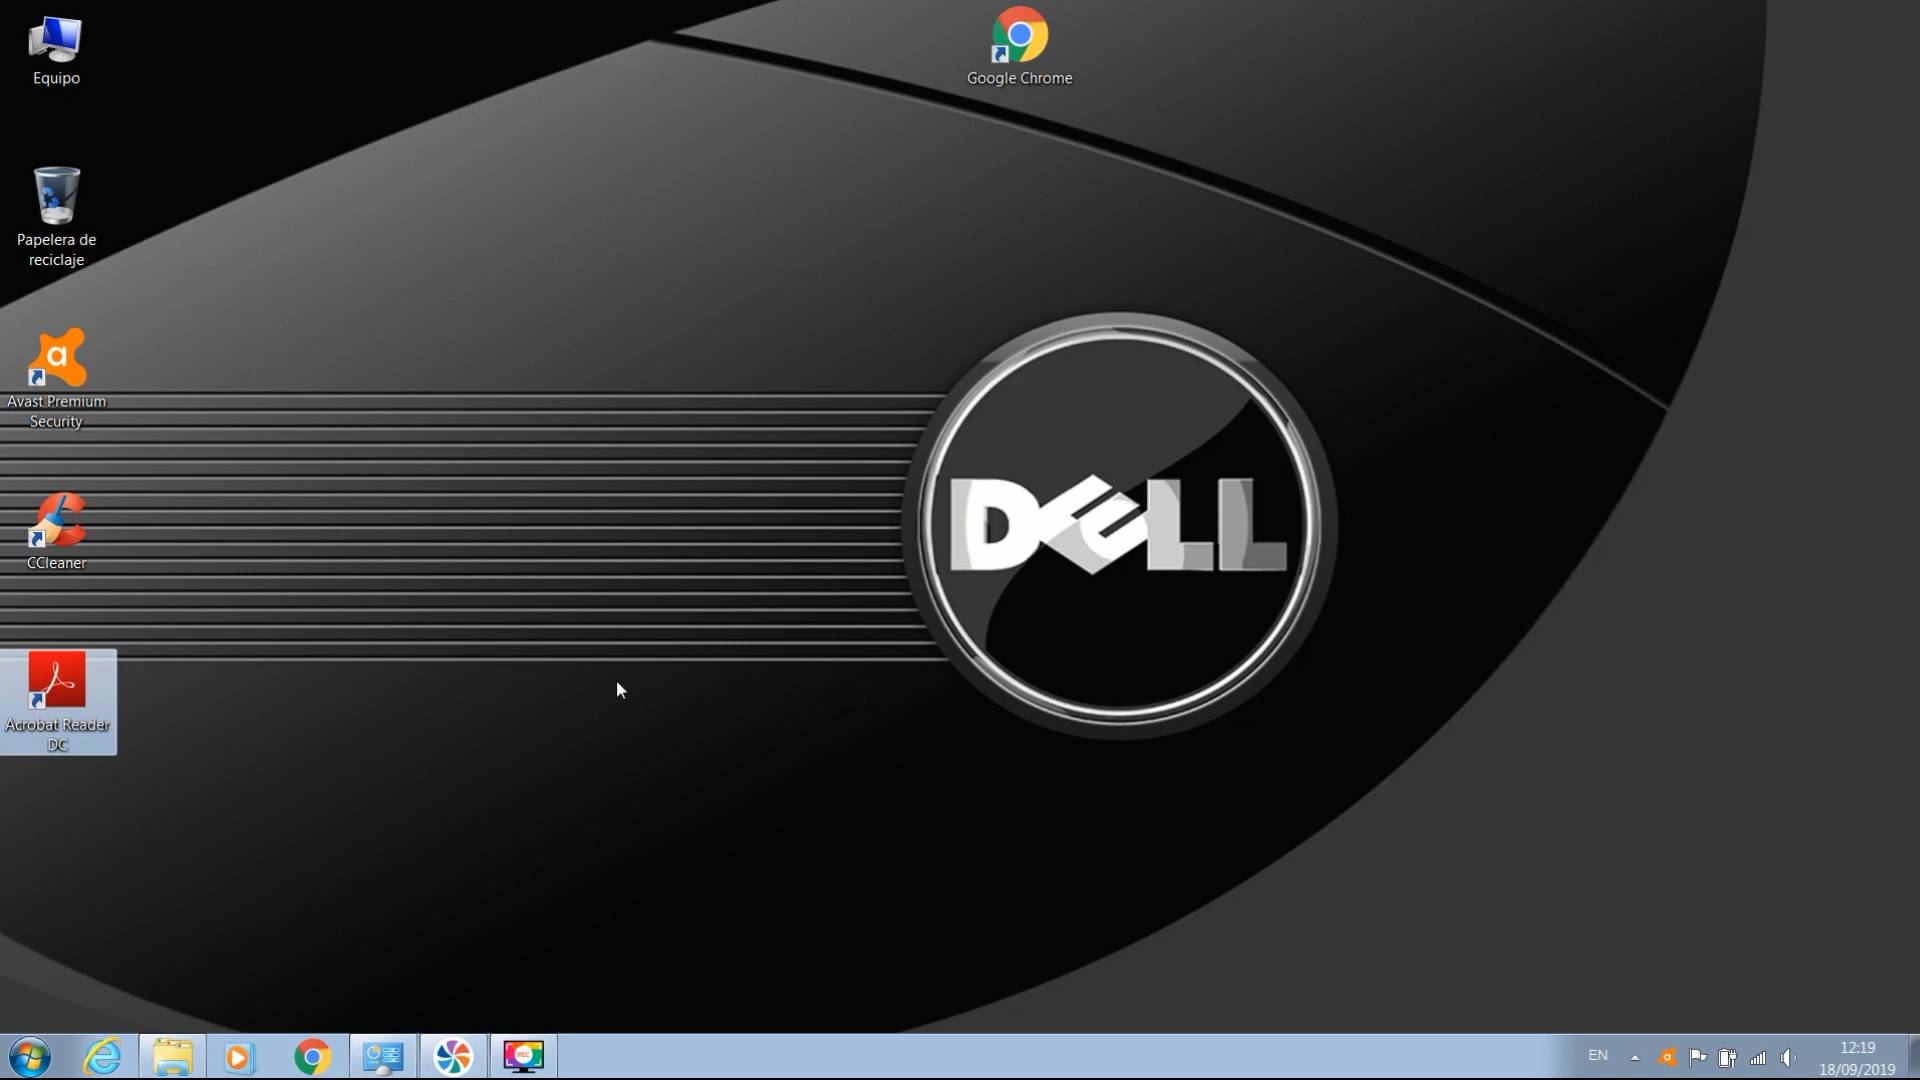 Equipo
Google Chrome
Papelera de
reciclaje
a
Avast Premium
Security
DELL
CCleaner
Acrobat Reader
DC
REC
EN
a
12:19
18/09/2019